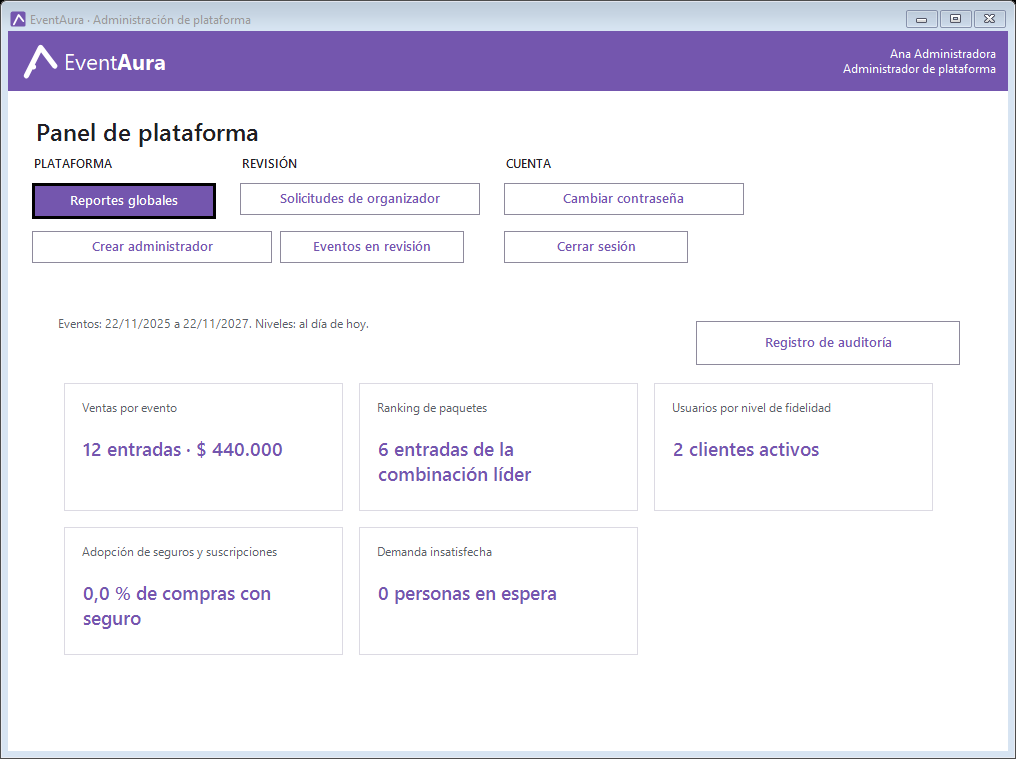 EventAura · Administración de plataforma
EventAura
Ana Administradora
Administrador de plataforma
Panel de plataforma
PLATAFORMA
REVISIÓN
CUENTA
Reportes globales
Solicitudes de organizador
Cambiar contraseña
Crear administrador
Eventos en revisión
Cerrar sesión
Eventos: 22/11/2025 a 22/11/2027. Niveles: al día de hoy.
Registro de auditoría
Ventas por evento
12 entradas · $ 440.000
Ranking de paquetes
6 entradas de la
combinación líder
Usuarios por nivel de fidelidad
2 clientes activos
Adopción de seguros y suscripciones
0,0 % de compras con
seguro
Demanda insatisfecha
0 personas en espera